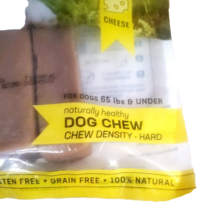 CHEESE
FOR DOGS 65 lbs & UNDER
naturally healthy
DOG CHEW
CHEW DENSITY - HARD
TEN FREE + GRAIN FREE + 100% NATURAL